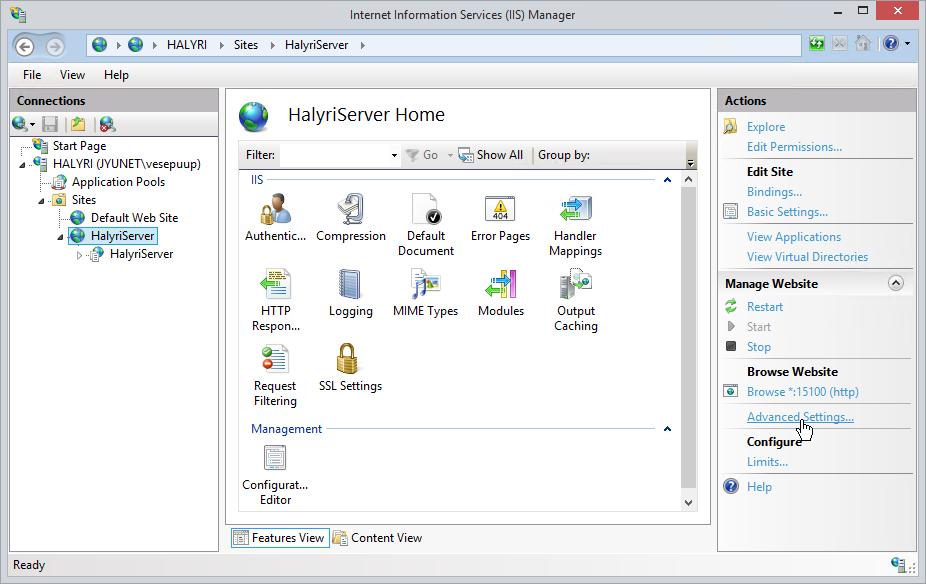 Internet Information Services (IIS) Manager
HALYRI Sites HalyriServer
File View Help
Connections
Start Page
HALYRI (JYUNET\vesepuup)
Application Pools
Sites
Default Web Site
HalyriServer
HalyriServer
HalyriServer Home
Filter: Go Show All Group by:
IIS
Authentic... Compression Default Document Error Pages Handler Mappings
HTTP Respon... Logging MIME Types Modules Output Caching
Request Filtering SSL Settings
404
Management
Configurat... Editor
Features View Content View
Actions
Explore
Edit Permissions...
Edit Site
Bindings...
Basic Settings...
View Applications
View Virtual Directories
Manage Website
Restart
Start
Stop
Browse Website
Browse *:15100 (http)
Advanced Settings...
Configure
Limits...
Help
Ready